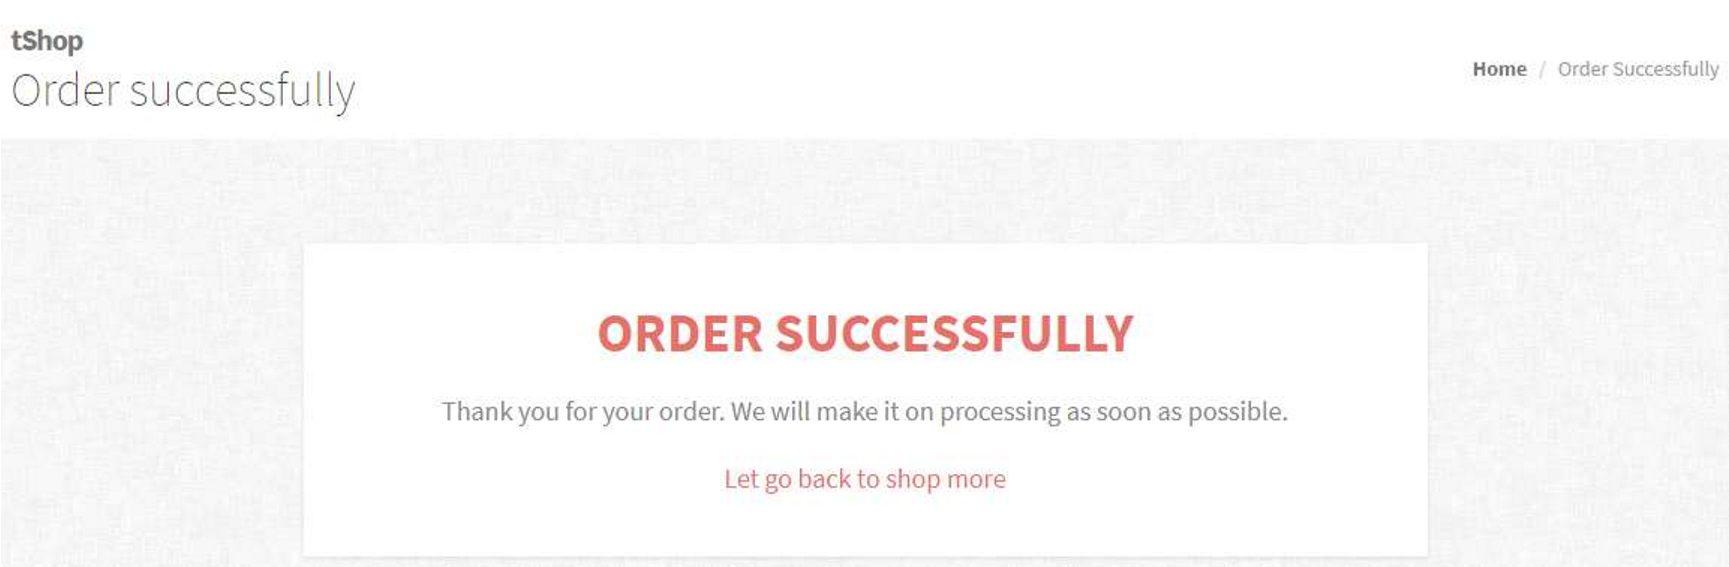 tShop
Order successfully
Home / Order Successfully
ORDER SUCCESSFULLY
Thank you for your order. We will make it on processing as soon as possible.
Let go back to shop more